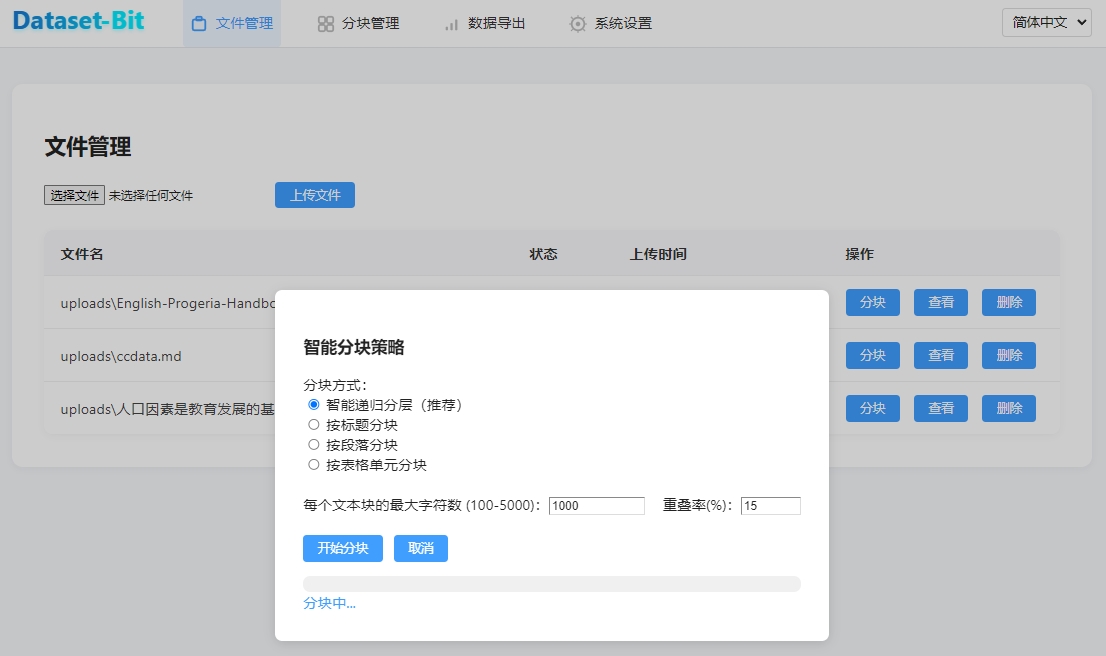 Dataset-Bit 文件管理 分块管理 数据导出 系统设置 简体中文
文件管理
选择文件 未选择任何文件 上传文件
文件名 状态 上传时间 操作
uploads\English-Progeria-Handbo 分块 查看 删除
uploads\ccdata.md 分块 查看 删除
uploads\人口因素是教育发展的基 分块 查看 删除
智能分块策略
分块方式:
智能递归分层（推荐）
按标题分块
按段落分块
按表格单元分块
每个文本块的最大字符数 (100-5000): 1000 重叠率(%): 15
开始分块 取消
分块中...